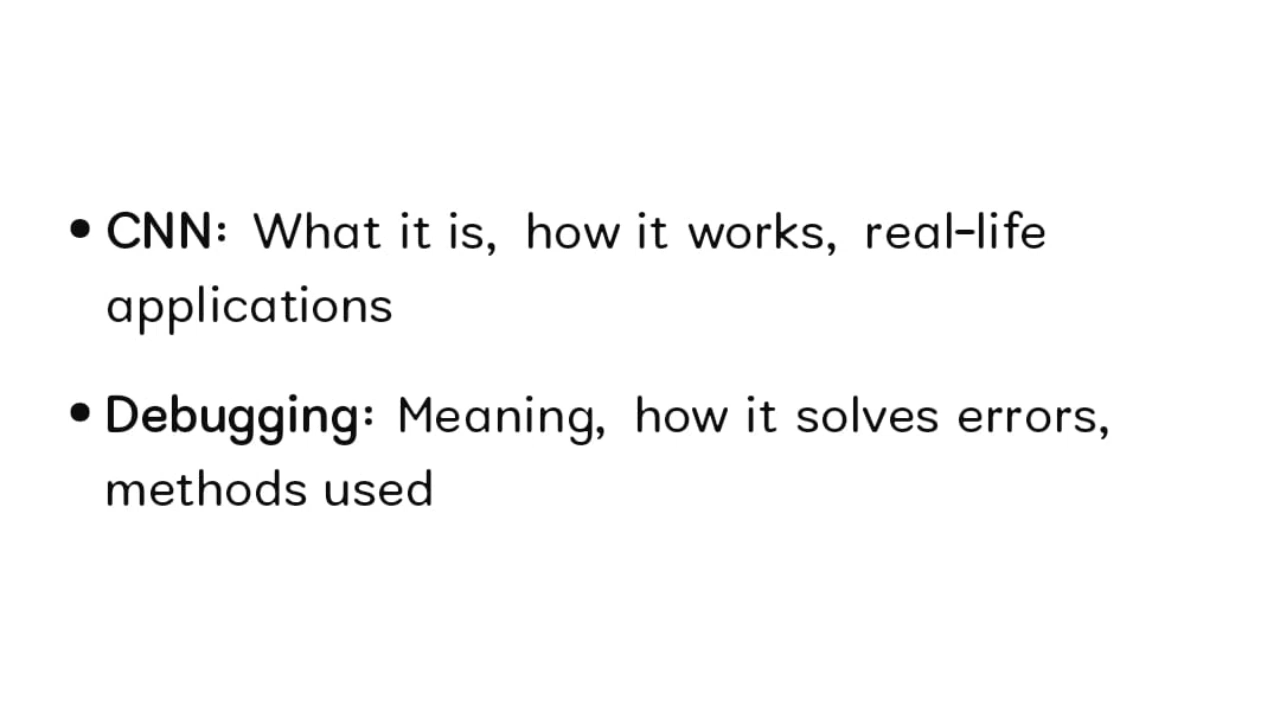 • CNN: What it is, how it works, real-life
applications
• Debugging: Meaning, how it solves errors,
methods used